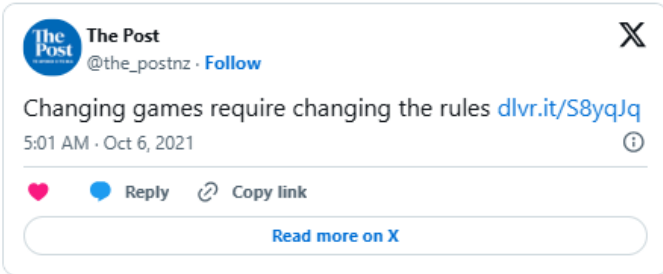 The Post
The Post
@the_postnz · Follow
Changing games require changing the rules dlvr.it/S8yqJq
5:01 AM · Oct 6, 2021
Reply Copy link
Read more on X